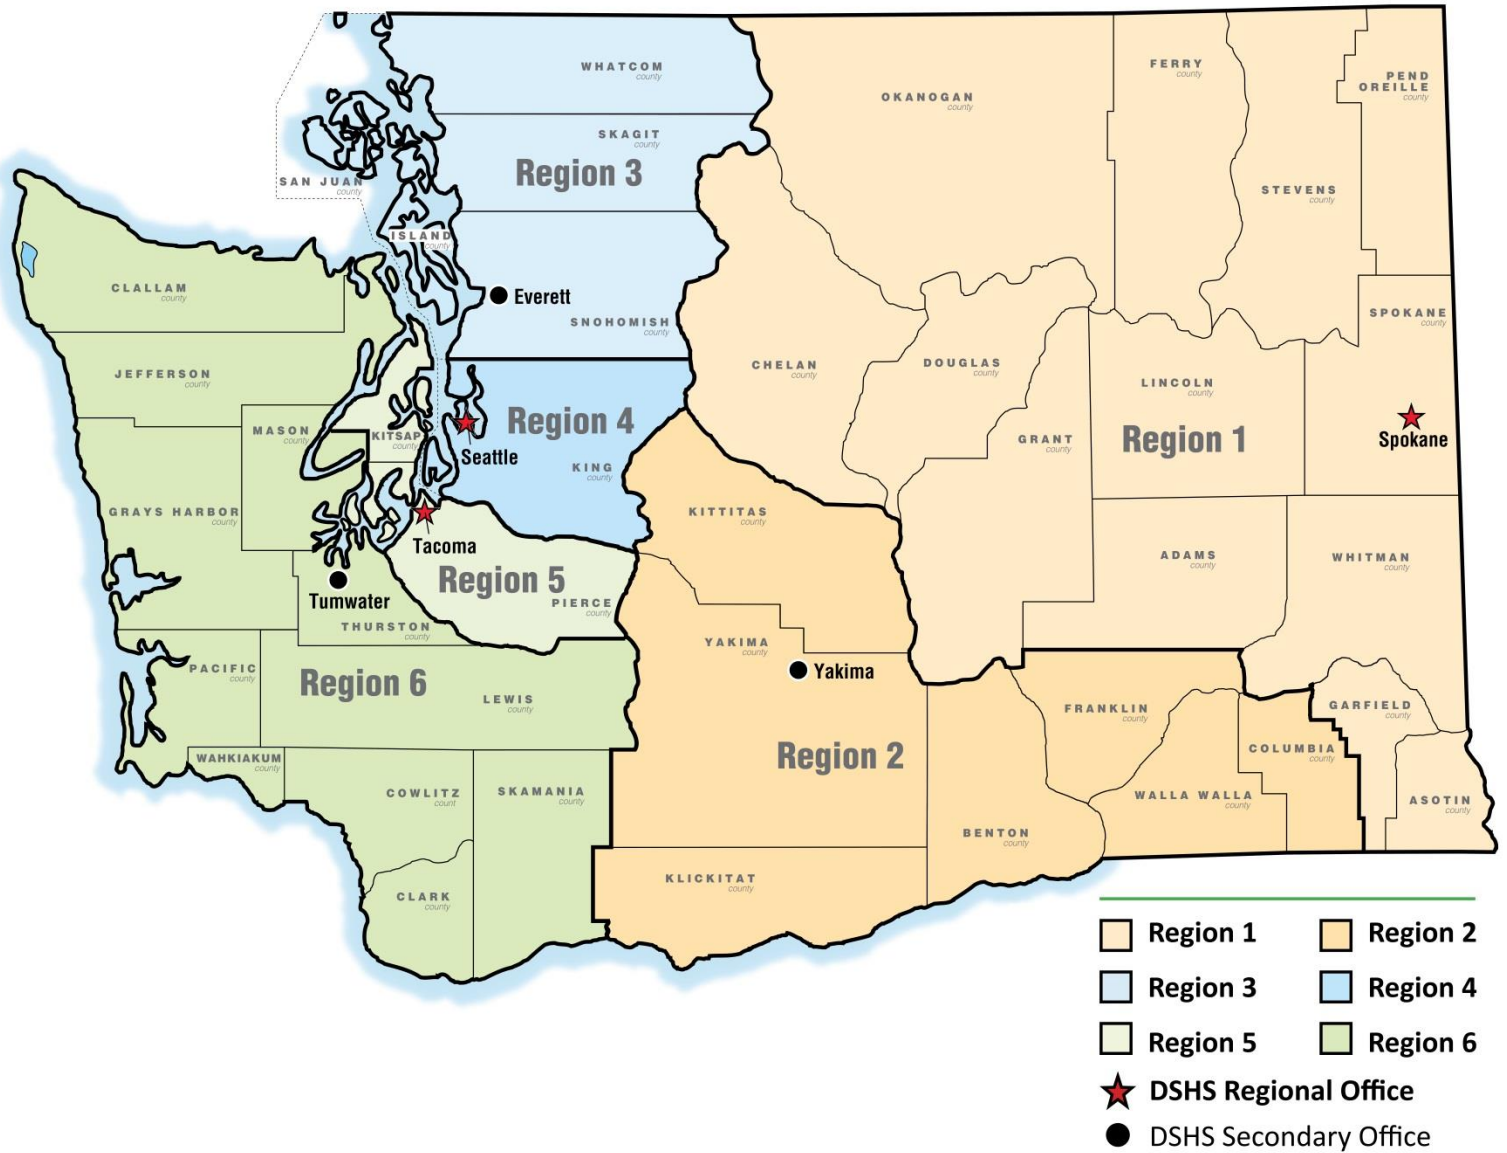 WHATCOM
county
SKAGIT
county
Region 3
SAN JUAN
county
ISLAND
county
Everett
SNOHOMISH
county
OKANOGAN
county
FERRY
county
PEND
OREILLE
county
STEVENS
county
CLALLAM
county
JEFFERSON
county
MASON
county
KITSAP
county
GRAYS HARBOR
county
Region 4
Seattle
KING
county
CHELAN
county
DOUGLAS
county
GRANT
county
LINCOLN
county
Region 1
SPOKANE
county
Spokane
KITTITAS
county
ADAMS
county
WHITMAN
county
Tacoma
Region 5
PIERCE
county
Tumwater
THURSTON
county
YAKIMA
county
Yakima
PACIFIC
county
Region 6
LEWIS
county
WAHKIAKUM
county
COWLITZ
count
SKAMANIA
county
CLARK
county
Region 2
FRANKLIN
county
GARFIELD
county
COLUMBIA
county
WALLA WALLA
county
ASOTIN
county
BENTON
county
KLICKITAT
county
Region 1
Region 2
Region 3
Region 4
Region 5
Region 6
DSHS Regional Office
DSHS Secondary Office